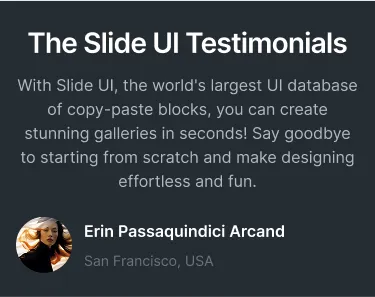 The Slide UI Testimonials
With Slide UI, the world's largest UI database
of copy-paste blocks, you can create
stunning galleries in seconds! Say goodbye
to starting from scratch and make designing
effortless and fun.
Erin Passaquindici Arcand
San Francisco, USA